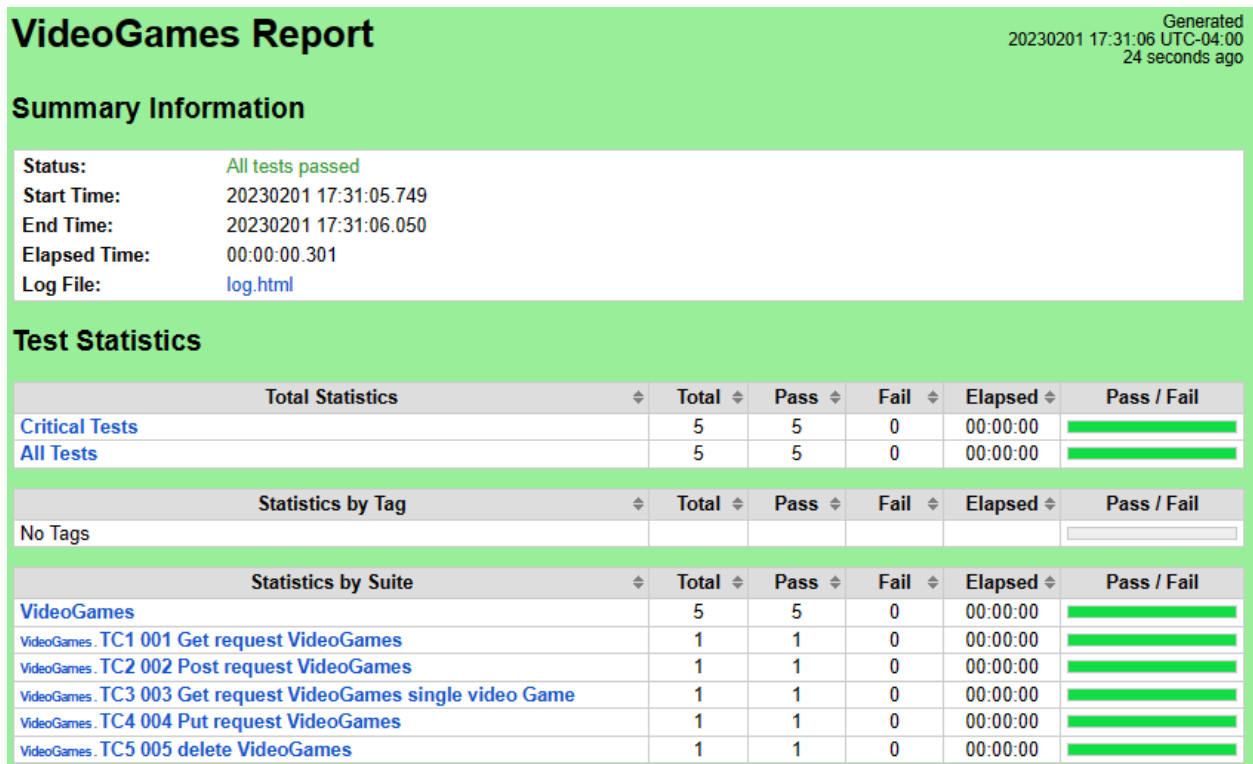 VideoGames Report
Generated
20230201 17:31:06 UTC-04:00
24 seconds ago
Summary Information
Status: All tests passed
Start Time: 20230201 17:31:05.749
End Time: 20230201 17:31:06.050
Elapsed Time: 00:00:00.301
Log File: log.html
Test Statistics
Total Statistics Total Pass Fail Elapsed Pass / Fail
Critical Tests 5 5 0 00:00:00
All Tests 5 5 0 00:00:00
Statistics by Tag Total Pass Fail Elapsed Pass / Fail
No Tags
Statistics by Suite Total Pass Fail Elapsed Pass / Fail
VideoGames 5 5 0 00:00:00
VideoGames . TC1 001 Get request VideoGames 1 1 0 00:00:00
VideoGames . TC2 002 Post request VideoGames 1 1 0 00:00:00
VideoGames . TC3 003 Get request VideoGames single video Game 1 1 0 00:00:00
VideoGames . TC4 004 Put request VideoGames 1 1 0 00:00:00
VideoGames . TC5 005 delete VideoGames 1 1 0 00:00:00